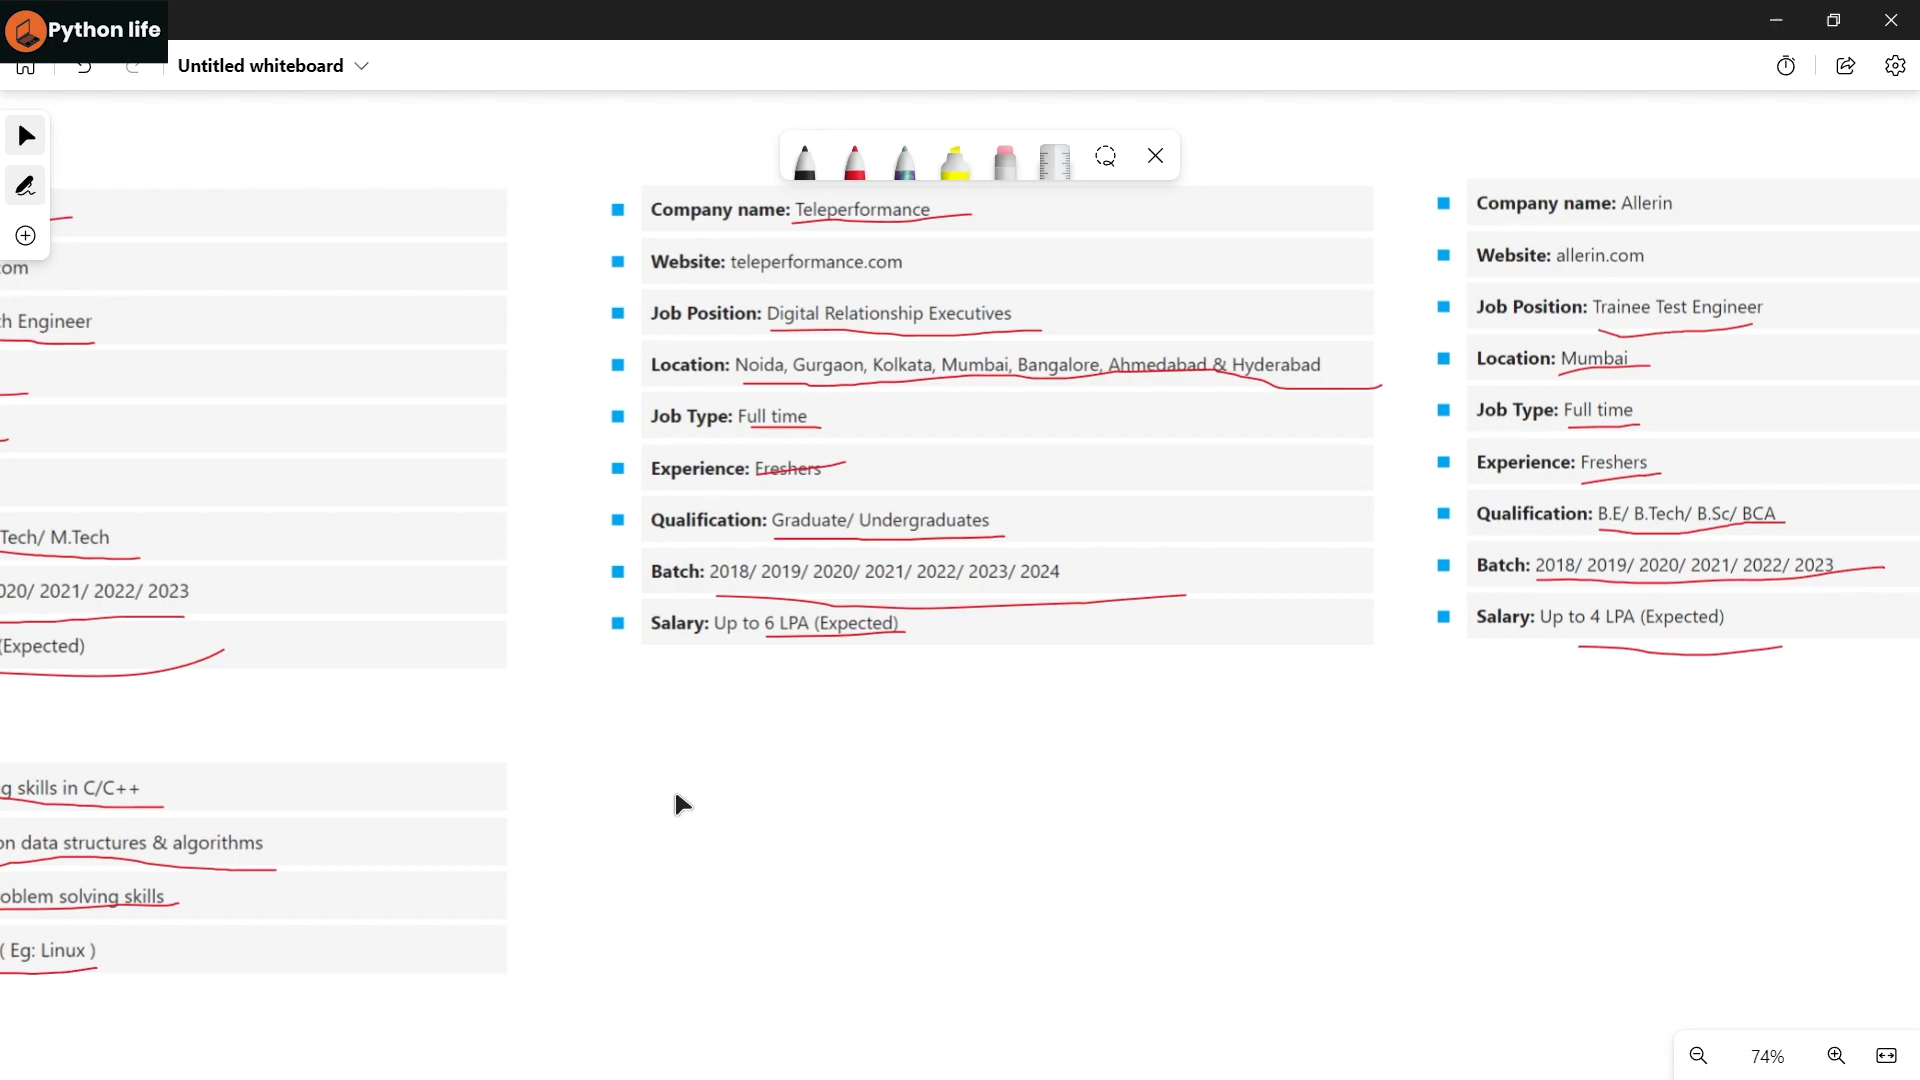 Python life
Untitled whiteboard
om
h Engineer
Tech/ M.Tech
020/ 2021/ 2022/ 2023
(Expected)
g skills in C/C++
on data structures & algorithms
oblem solving skills
( Eg: Linux )
Company name: Teleperformance
Website: teleperformance.com
Job Position: Digital Relationship Executives
Location: Noida, Gurgaon, Kolkata, Mumbai, Bangalore, Ahmedabad & Hyderabad
Job Type: Full time
Experience: Freshers
Qualification: Graduate/ Undergraduates
Batch: 2018/ 2019/ 2020/ 2021/ 2022/ 2023/ 2024
Salary: Up to 6 LPA (Expected)
Company name: Allerin
Website: allerin.com
Job Position: Trainee Test Engineer
Location: Mumbai
Job Type: Full time
Experience: Freshers
Qualification: B.E/ B.Tech/ B.Sc/ BCA
Batch: 2018/ 2019/ 2020/ 2021/ 2022/ 2023
Salary: Up to 4 LPA (Expected)
74%